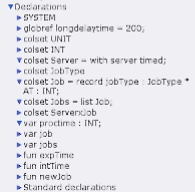 Declarations
SYSTEM
globref longdelaytime = 200;
colset UNIT
colset INT
colset Server = with server timed;
colset JobType
colset Job = record jobType : JobType *
AT : INT;
colset Jobs = list Job;
colset ServerxJob
var proctime : INT;
var job
var jobs
fun expTime
fun intTime
fun newJob
Standard declarations